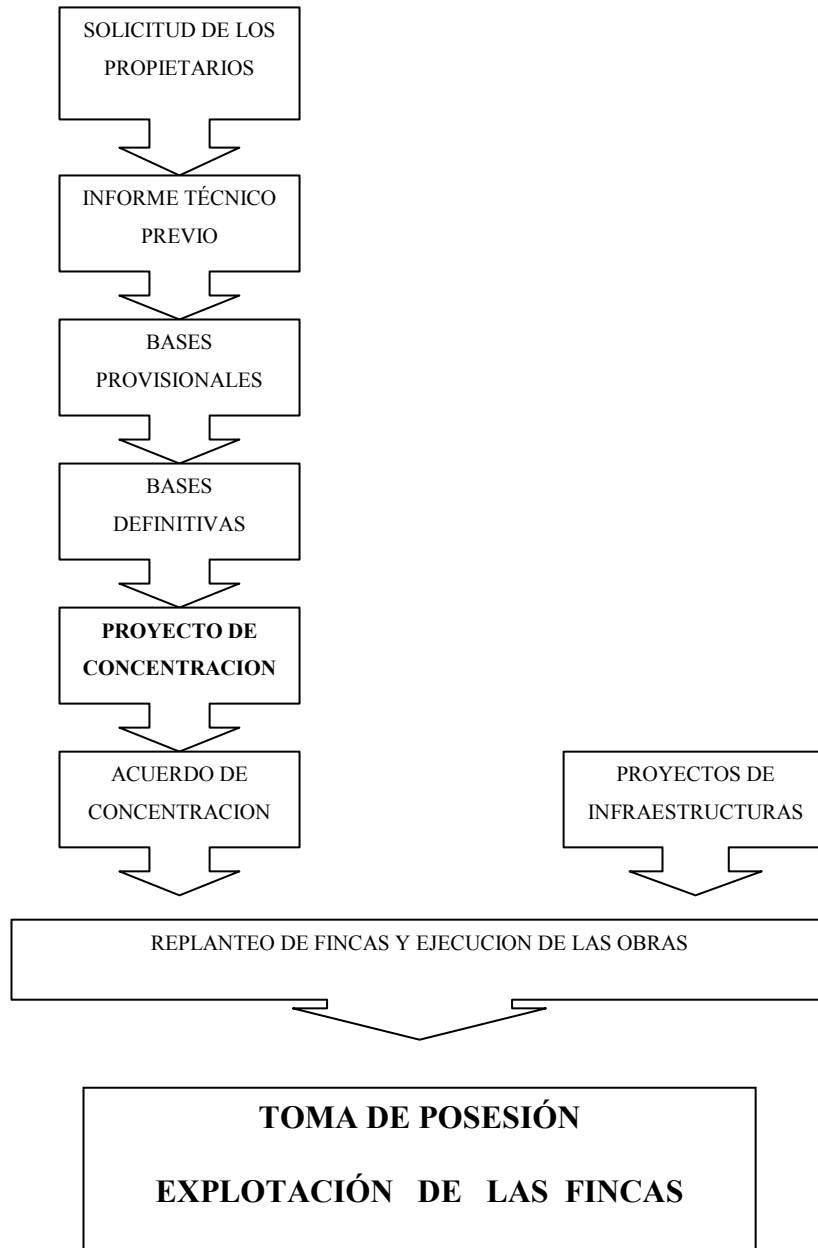 SOLICITUD DE LOS
PROPIETARIOS
INFORME TÉCNICO
PREVIO
BASES
PROVISIONALES
BASES
DEFINITIVAS
PROYECTO DE
CONCENTRACION
ACUERDO DE
CONCENTRACION
PROYECTOS DE
INFRAESTRUCTURAS
REPLANTEO DE FINCAS Y EJECUCION DE LAS OBRAS
TOMA DE POSESIÓN
EXPLOTACIÓN DE LAS FINCAS